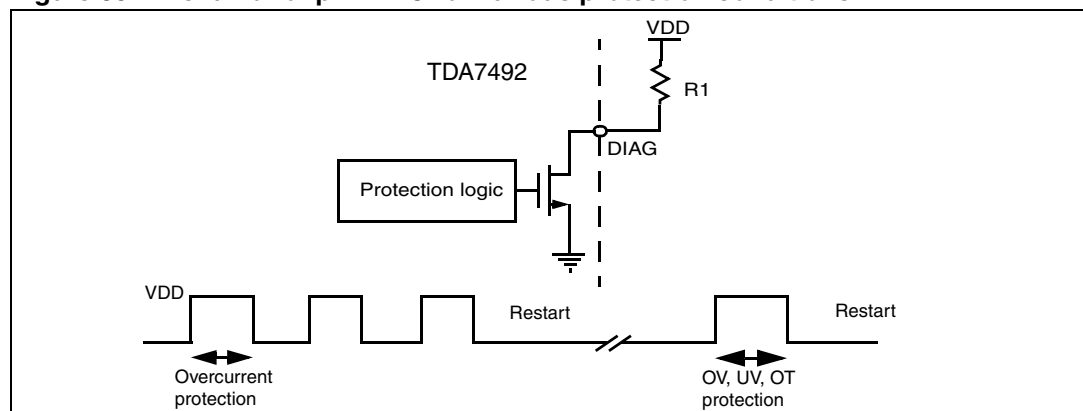 VDD
TDA7492
R1
DIAG
Protection logic
VDD
Restart
Restart
Overcurrent
protection
OV, UV, OT
protection